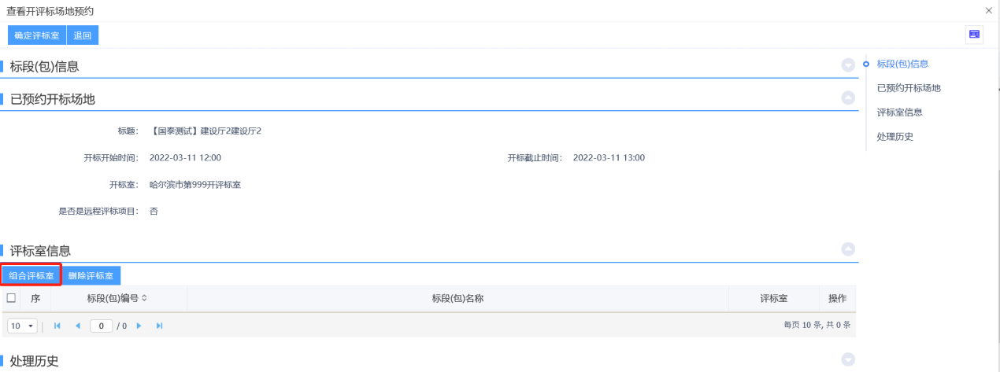 查看开评标场地预约
确定评标室 退回
标段(包)信息
标段(包)信息
已预约开标场地
已预约开标场地
评标室信息
处理历史
标题： 【国泰测试】建设厅2建设厅2
开标开始时间： 2022-03-11 12:00 开标截止时间： 2022-03-11 13:00
开标室： 哈尔滨市第999开评标室
是否是远程评标项目： 否
评标室信息
组合评标室 删除评标室
序 标段(包)编号 标段(包)名称 评标室 操作
10 0 / 0 每页 10 条, 共 0 条
处理历史